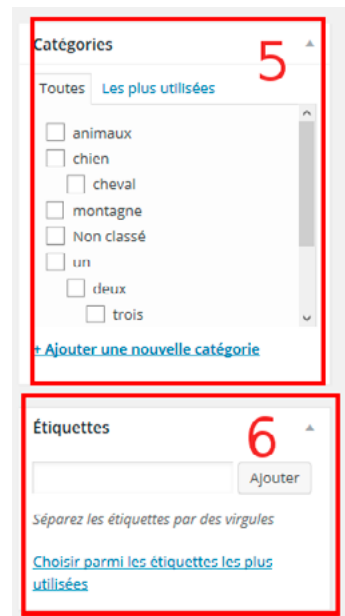 Catégories
5
Toutes Les plus utilisées
animaux
chien
cheval
montagne
Non classé
un
deux
trois
+ Ajouter une nouvelle catégorie
Étiquettes
6
Ajouter
Séparez les étiquettes par des virgules
Choisir parmi les étiquettes les plus
utilisées